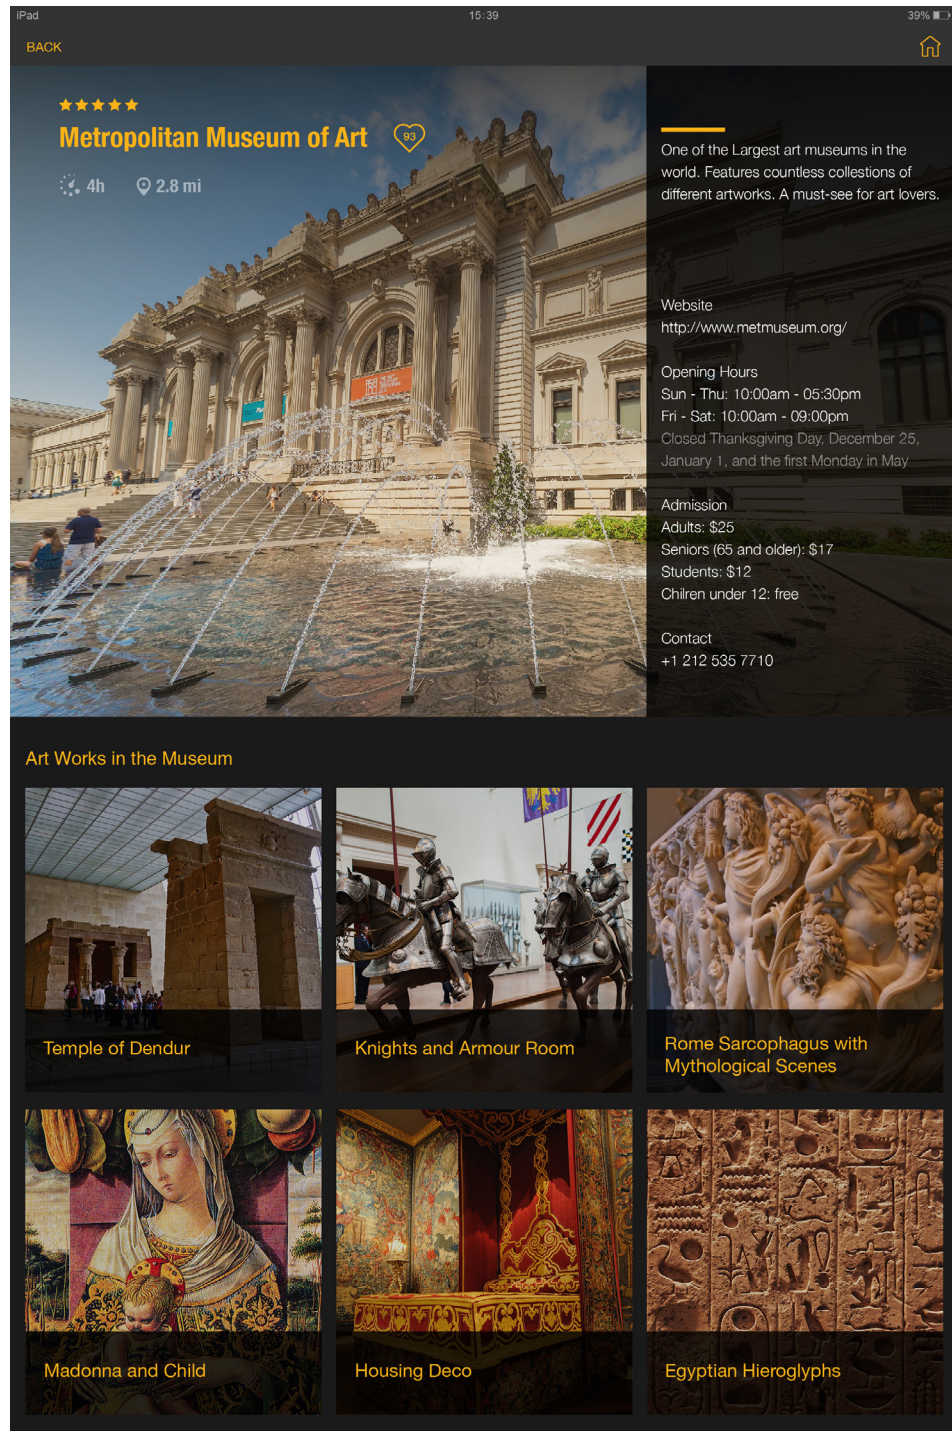 iPad
15:39
39%
BACK
Metropolitan Museum of Art
93
4h
2.8 mi
One of the Largest art museums in the
world. Features countless collestions of
different artworks. A must-see for art lovers.
Website
http://www.metmuseum.org/
Opening Hours
Sun - Thu: 10:00am - 05:30pm
Fri - Sat: 10:00am - 09:00pm
Closed Thanksgiving Day, December 25,
January 1, and the first Monday in May
Admission
Adults: $25
Seniors (65 and older): $17
Students: $12
Chilren under 12: free
Contact
+1 212 535 7710
Art Works in the Museum
Temple of Dendur
Knights and Armour Room
Rome Sarcophagus with
Mythological Scenes
Madonna and Child
Housing Deco
Egyptian Hieroglyphs